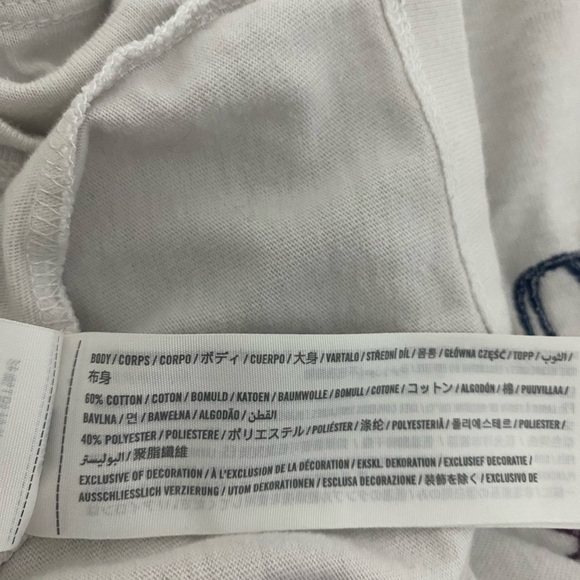 BODY / CORPS / CORPO / ボディ / CUERPO / 大身 / VARTALO / STŘEDNÍ DÍL / 몸통 / GŁÓWNA CZĘŚĆ / TOPP / الثوب /
布身
60% COTTON / COTON / BOMULD / KATOEN / BAUMWOLLE / BOMULL / COTONE / コットン / ALGODÓN / 棉 / PUUVILLAA /
BAVLNA / 면 / BAWEŁNA / ALGODÃO / القطن
40% POLYESTER / POLIESTERE / ポリエステル / POLIÉSTER / 涤纶 / POLYESTERIÄ / 폴리에스테르 / POLIESTER /
البوليستر / 聚脂纖維
EXCLUSIVE OF DECORATION / À L'EXCLUSION DE LA DÉCORATION / EKSKL. DEKORATION / EXCLUSIEF DECORATIE /
AUSSCHLIESSLICH VERZIERUNG / UTOM DEKORATIONEN / ESCLUSA DECORAZIONE / 装飾を除く / EXCLUSIVO DE